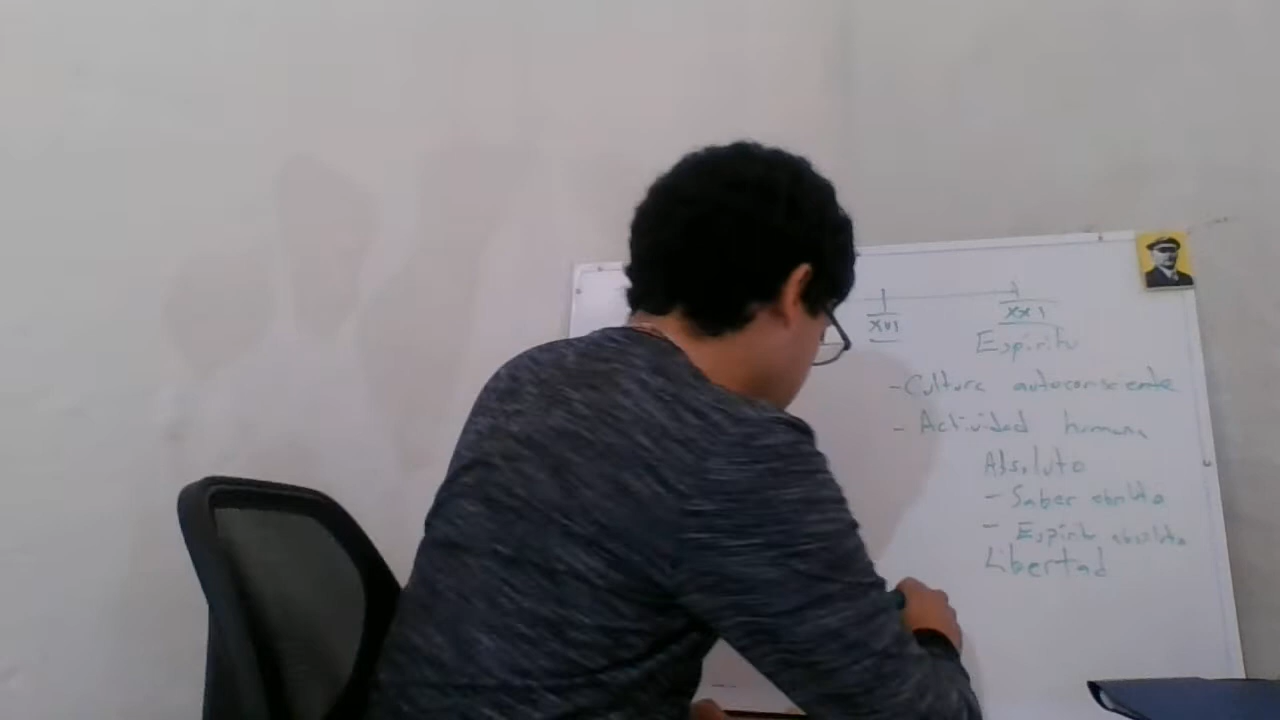 XVI XXI
Espíritu
- Cultura autoconsciente
- Actividad humana
Absoluto
- Saber absoluto
- Espíritu absoluto
Libertad